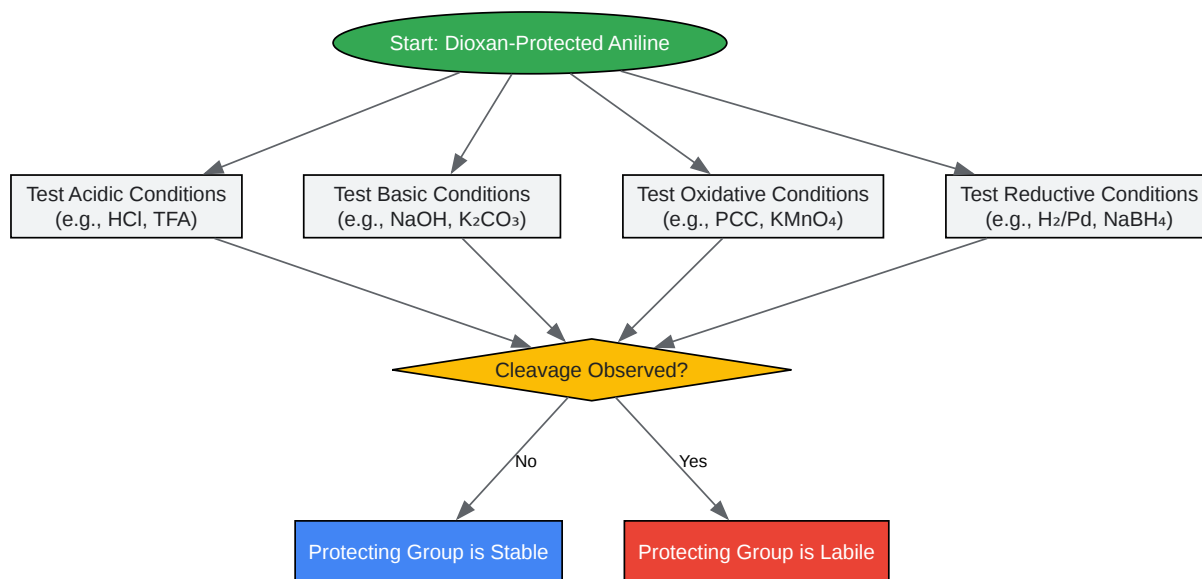 Start: Dioxan-Protected Aniline
Test Acidic Conditions
(e.g., HCl, TFA)
Test Basic Conditions
(e.g., NaOH, K₂CO₃)
Test Oxidative Conditions
(e.g., PCC, KMnO₄)
Test Reductive Conditions
(e.g., H₂/Pd, NaBH₄)
Cleavage Observed?
No
Yes
Protecting Group is Stable
Protecting Group is Labile